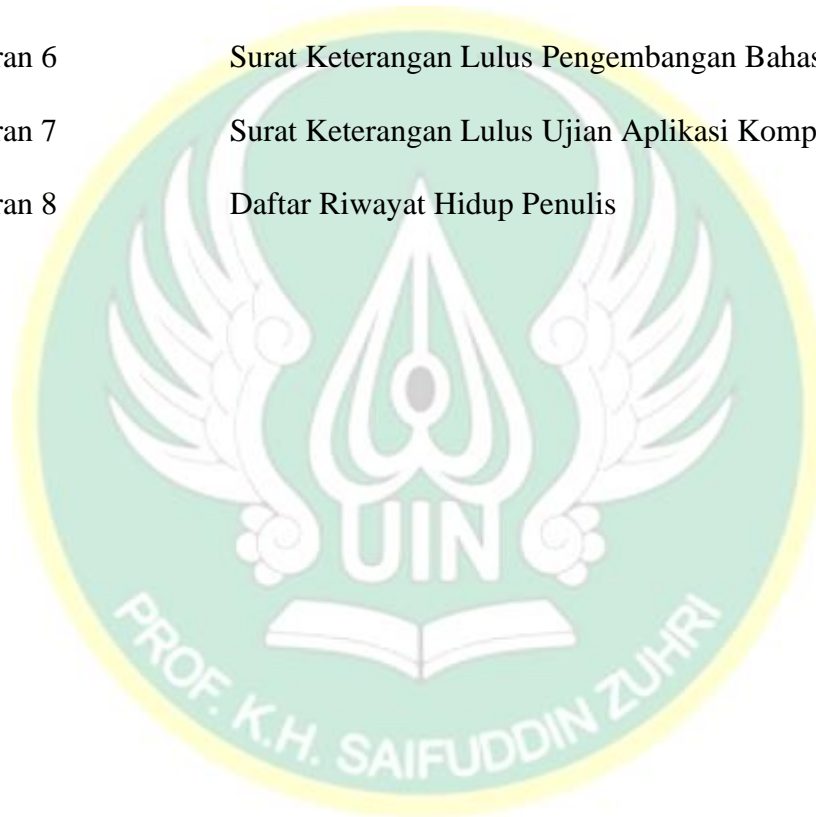 ran 6 Surat Keterangan Lulus Pengembangan Bahas
ran 7 Surat Keterangan Lulus Ujian Aplikasi Komp
ran 8 Daftar Riwayat Hidup Penulis
UIN
PROF. K.H. SAIFUDDIN ZUHRI